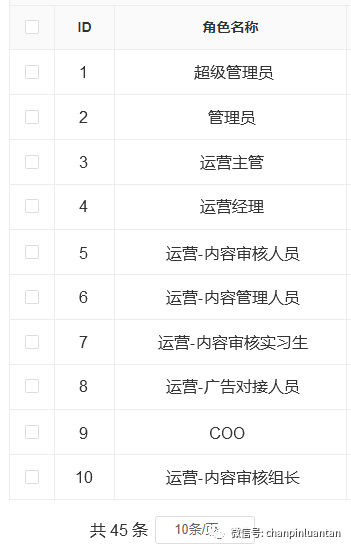 ID 角色名称
1 超级管理员
2 管理员
3 运营主管
4 运营经理
5 运营-内容审核人员
6 运营-内容管理人员
7 运营-内容审核实习生
8 运营-广告对接人员
9 COO
10 运营-内容审核组长
共 45 条 10条/页 微信号: chanpinluantan